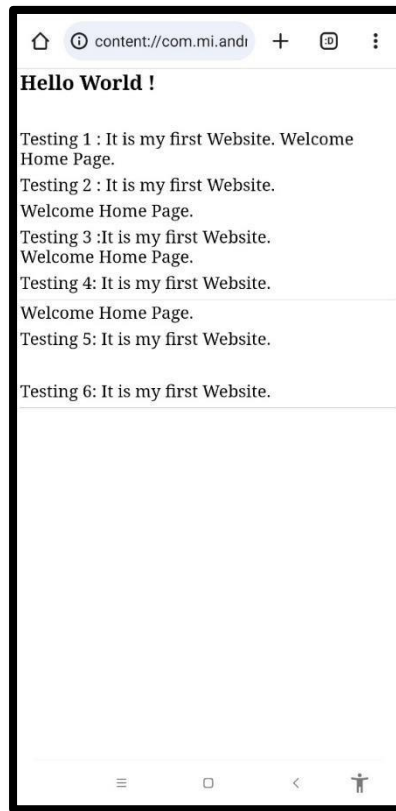 content://com.mi.andr
:D
Hello World !
Testing 1 : It is my first Website. Welcome
Home Page.
Testing 2 : It is my first Website.
Welcome Home Page.
Testing 3 :It is my first Website.
Welcome Home Page.
Testing 4: It is my first Website.
Welcome Home Page.
Testing 5: It is my first Website.
Testing 6: It is my first Website.